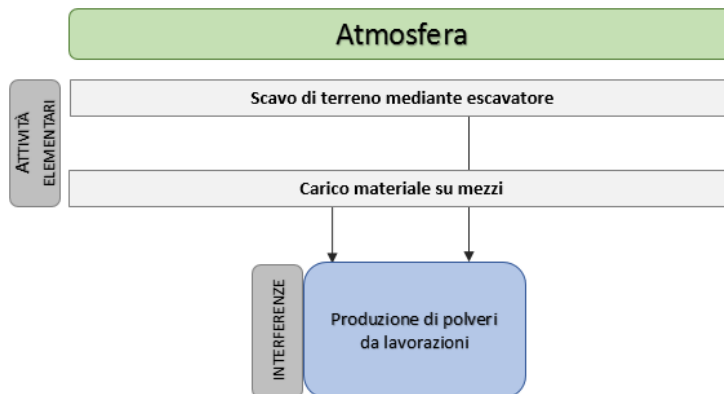 Atmosfera
ATTIVITÀ
ELEMENTARI
Scavo di terreno mediante escavatore
Carico materiale su mezzi
INTERFERENZE
Produzione di polveri
da lavorazioni